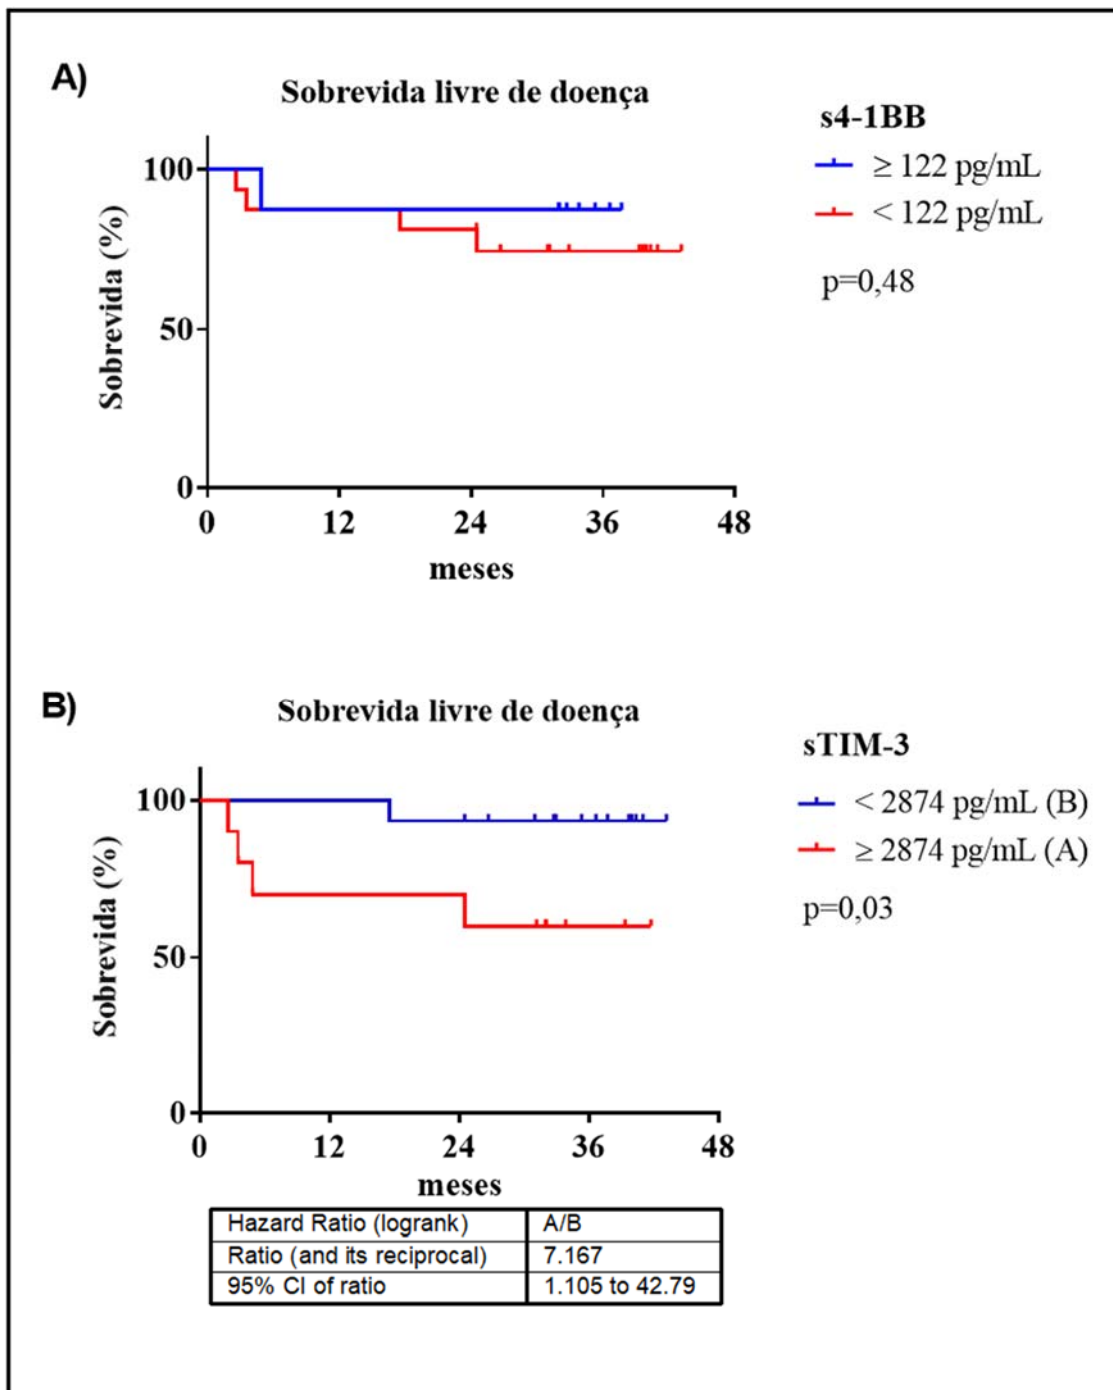 A)
Sobrevida livre de doença
s4-1BB
≥ 122 pg/mL
< 122 pg/mL
p=0,48
Sobrevida (%)
100
50
0
0 12 24 36 48
meses
B)
Sobrevida livre de doença
sTIM-3
< 2874 pg/mL (B)
≥ 2874 pg/mL (A)
p=0,03
Sobrevida (%)
100
50
0
0 12 24 36 48
meses
Hazard Ratio (logrank) A/B
Ratio (and its reciprocal) 7.167
95% CI of ratio 1.105 to 42.79